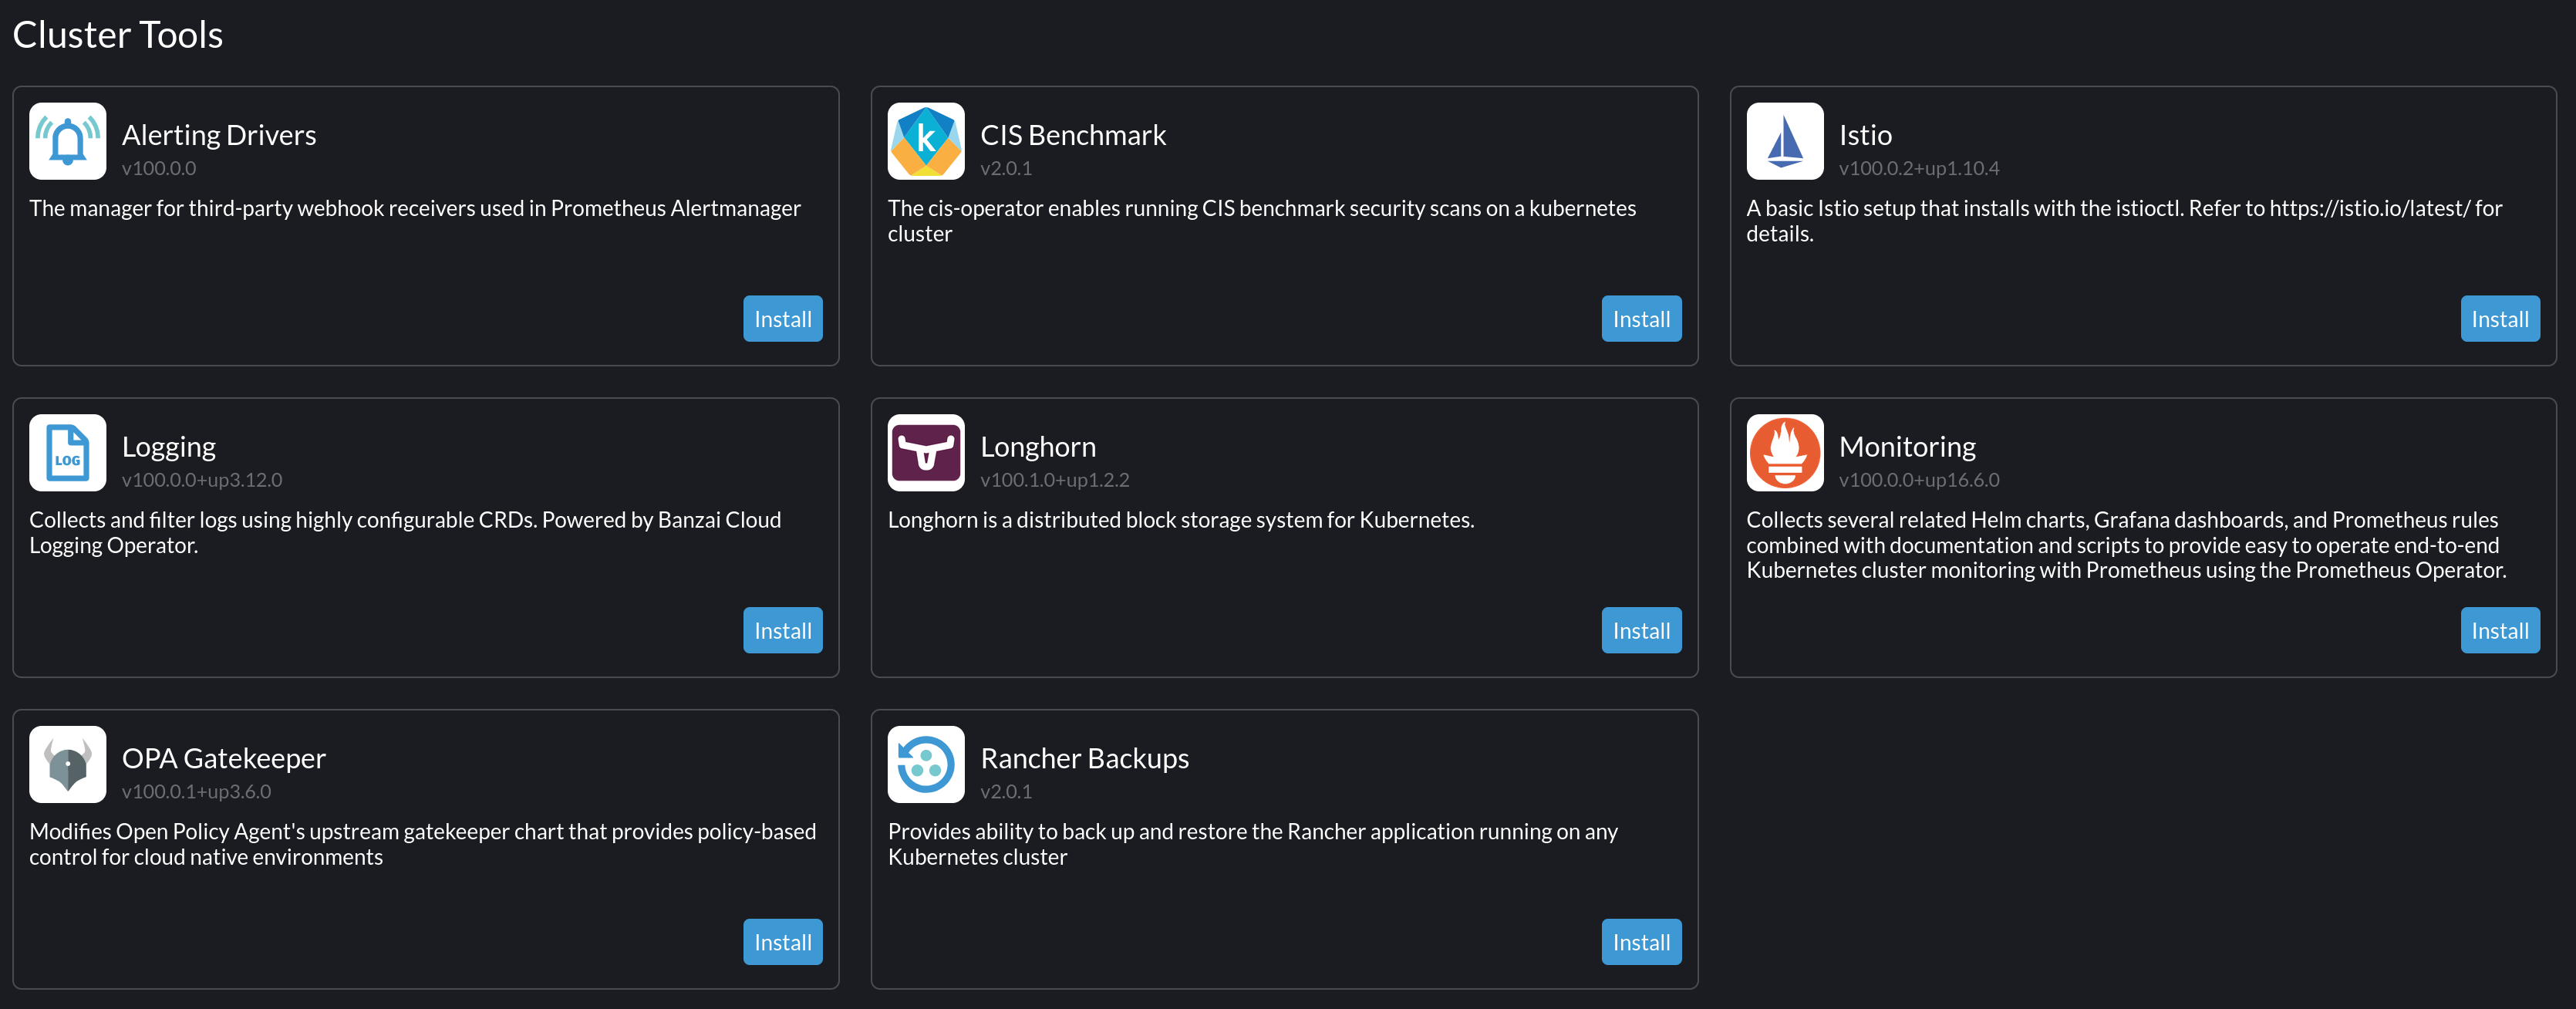 Cluster Tools
Alerting Drivers
v100.0.0
The manager for third-party webhook receivers used in Prometheus Alertmanager
Install
k
CIS Benchmark
v2.0.1
The cis-operator enables running CIS benchmark security scans on a kubernetes
cluster
Install
Istio
v100.0.2+up1.10.4
A basic Istio setup that installs with the istioctl. Refer to https://istio.io/latest/ for
details.
Install
LOG
Logging
v100.0.0+up3.12.0
Collects and filter logs using highly configurable CRDs. Powered by Banzai Cloud
Logging Operator.
Install
Longhorn
v100.1.0+up1.2.2
Longhorn is a distributed block storage system for Kubernetes.
Install
Monitoring
v100.0.0+up16.6.0
Collects several related Helm charts, Grafana dashboards, and Prometheus rules
combined with documentation and scripts to provide easy to operate end-to-end
Kubernetes cluster monitoring with Prometheus using the Prometheus Operator.
Install
OPA Gatekeeper
v100.0.1+up3.6.0
Modifies Open Policy Agent's upstream gatekeeper chart that provides policy-based
control for cloud native environments
Install
Rancher Backups
v2.0.1
Provides ability to back up and restore the Rancher application running on any
Kubernetes cluster
Install